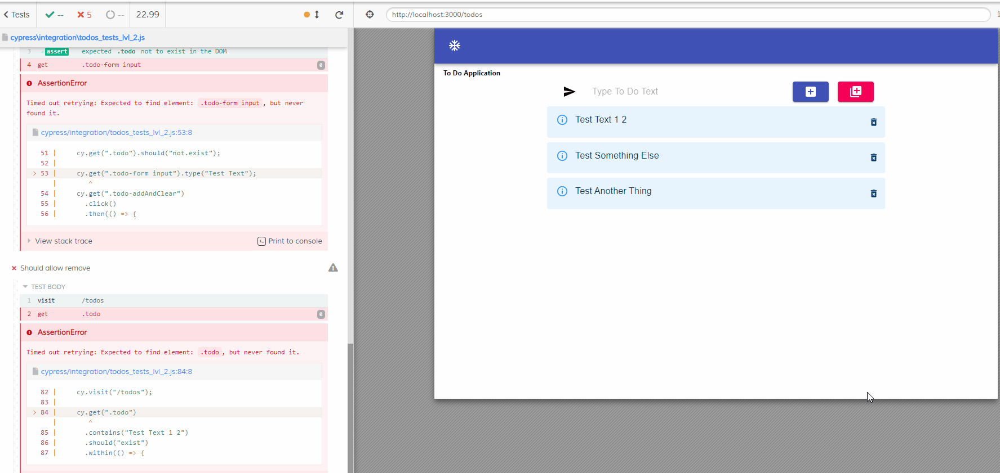 Tests
--
5
--
22.99
http://localhost:3000/todos
1
cypress\integration\todos_tests_lvl_2.js
3 -assert expected .todo not to exist in the DOM
4 get .todo-form input 0
AssertionError
Timed out retrying: Expected to find element: .todo-form input, but never
found it.
cypress/integration/todos_tests_lvl_2.js:53:8
51 | cy.get(".todo").should("not.exist");
52 |
> 53 | cy.get(".todo-form input").type("Test Text");
| ^
54 | cy.get(".todo-addAndClear")
55 | .click()
56 | .then(() => {
View stack trace
Print to console
Should allow remove
TEST BODY
1 visit /todos
2 get .todo 0
AssertionError
Timed out retrying: Expected to find element: .todo, but never found it.
cypress/integration/todos_tests_lvl_2.js:84:8
82 | cy.visit("/todos");
83 |
> 84 | cy.get(".todo")
| ^
85 | .contains("Test Text 1 2")
86 | .should("exist")
87 | .within(() => {
To Do Application
Type To Do Text
Test Text 1 2
Test Something Else
Test Another Thing